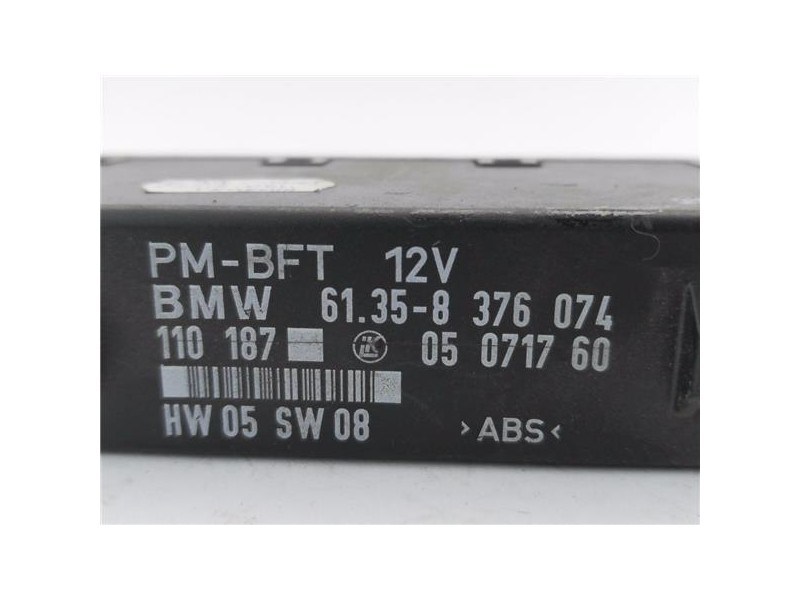 PM-BFT 12V
BMW 61.35-8 376 074
110 187 LK 05 0717 60
HW 05 SW 08 >ABS<